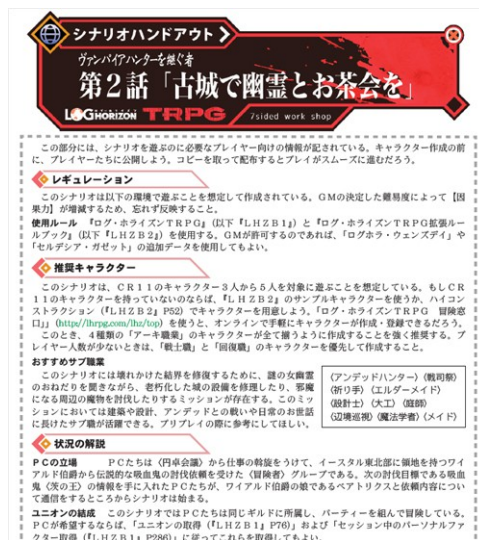 シナリオハンドアウト
ヴァンパイアハンターを継ぐ者
第2話「古城で幽霊とお茶会を」
LOG HORIZON TRPG 7sided work shop
この部分には、シナリオを遊ぶのに必要なプレイヤー向けの情報が記されている。キャラクター作成の前
に、プレイヤーたちに公開しよう。コピーを取って配布するとプレイがスムーズに進むだろう。
レギュレーション
このシナリオは以下の環境で遊ぶことを想定して作成されている。GMの決定した難易度によって【因
果力】が増減するため、忘れず反映すること。
使用ルール 『ログ・ホライズンTRPG』(以下『LHZB1』)と『ログ・ホライズンTRPG拡張ルー
ルブック』(以下『LHZB2』)を使用する。GMが許可するのであれば、「ログホラ・ウェンズデイ」や
「セルデシア・ガゼット」の追加データを使用してもよい。
推奨キャラクター
このシナリオは、CR11のキャラクター3人から5人を対象に遊ぶことを想定している。もしCR
11のキャラクターを持っていないのならば、『LHZB2』のサンプルキャラクターを使うか、ハイコン
ストラクション(『LHZB2』P52)でキャラクターを用意しよう。「ログ・ホライズンTRPG 冒険窓
口」」(http//lhrpg.com/lhz/top)を使うと、オンラインで手軽にキャラクターが作成・登録できるだろう。
このとき、4種類の「アーキ職業」のキャラクターが全て揃うように作成することを強く推奨する。プ
レイヤー人数が少ないときは、「戦士職」と「回復職」のキャラクターを優先して作成すること。
おすすめサブ職業
このシナリオには壊れかけた結界を修復するために、謎の女幽霊
のおねだりを聞きながら、老朽化した城の設備を修理したり、邪魔
になる周辺の魔物を討伐したりするミッションが存在する。このミッ
ションにおいては建築や設計、アンデッドとの戦いや日常のお世話
に長けたサブ職が活躍できる。プリプレイの際に参考にしてほしい。
〈アンデッドハンター〉〈戦司祭〉
〈祈り手〉〈エルダーメイド〉
〈設計士〉〈大工〉〈庭師〉
〈辺境巡視〉〈魔法学者〉〈メイド〉
状況の解説
PCの立場 PCたちは〈円卓会議〉から仕事の斡旋をうけて、イースタル東北部に領地を持つワイ
アルド伯爵から伝説的な吸血鬼の討伐依頼を受けた〈冒険者〉グループである。次の討伐目標である吸血
鬼〈茨の王〉の情報を手に入れたPCたちが、ワイアルド伯爵の娘であるベアトリクスと依頼内容につい
て通信をするところからシナリオは始まる。
ユニオンの結成 このシナリオではPCたちは同じギルドに所属し、パーティーを組んで冒険している。
PCが希望するならば、「ユニオンの取得(『LHZB1』P76)」および「セッション中のパーソナルファ
クター取得(『LHZB1』P286)」に従ってこれらを取得してもよい。